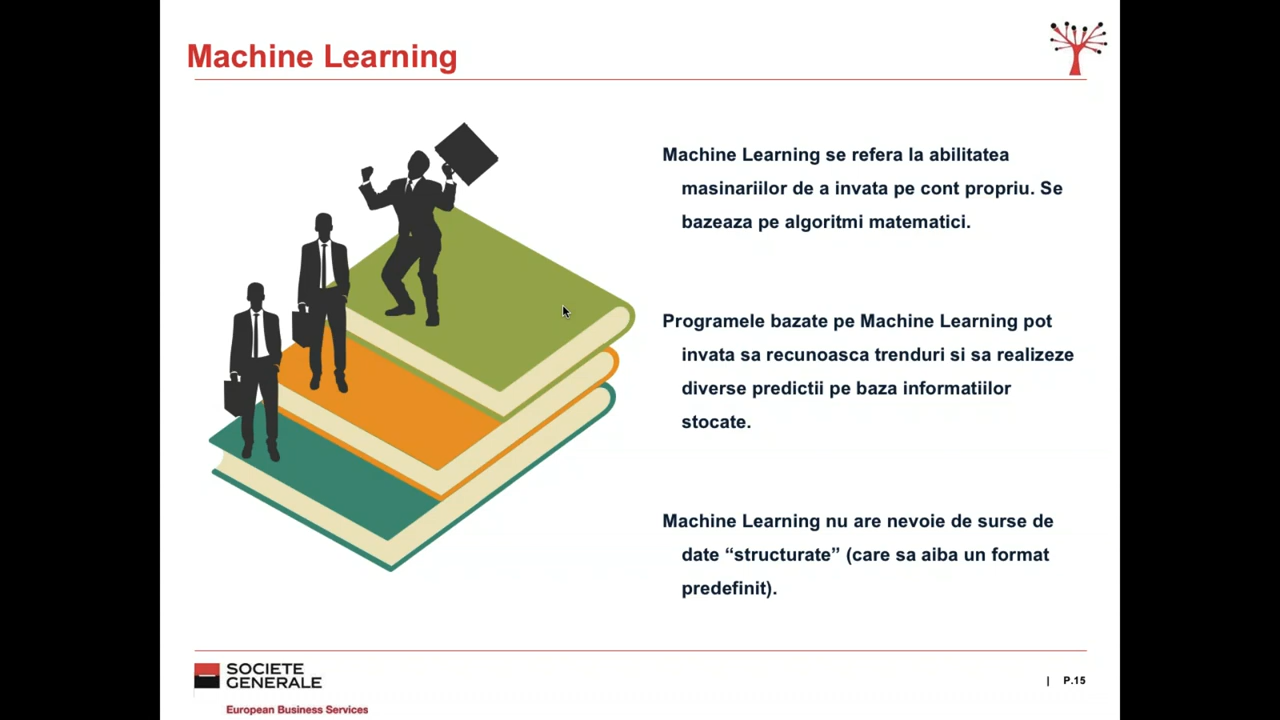 Machine Learning
Machine Learning se refera la abilitatea
masinariilor de a invata pe cont propriu. Se
bazeaza pe algoritmi matematici.
Programele bazate pe Machine Learning pot
invata sa recunoasca trenduri si sa realizeze
diverse predictii pe baza informatiilor
stocate.
Machine Learning nu are nevoie de surse de
date “structurate” (care sa aiba un format
predefinit).
SOCIETE
GENERALE
European Business Services
| P.15